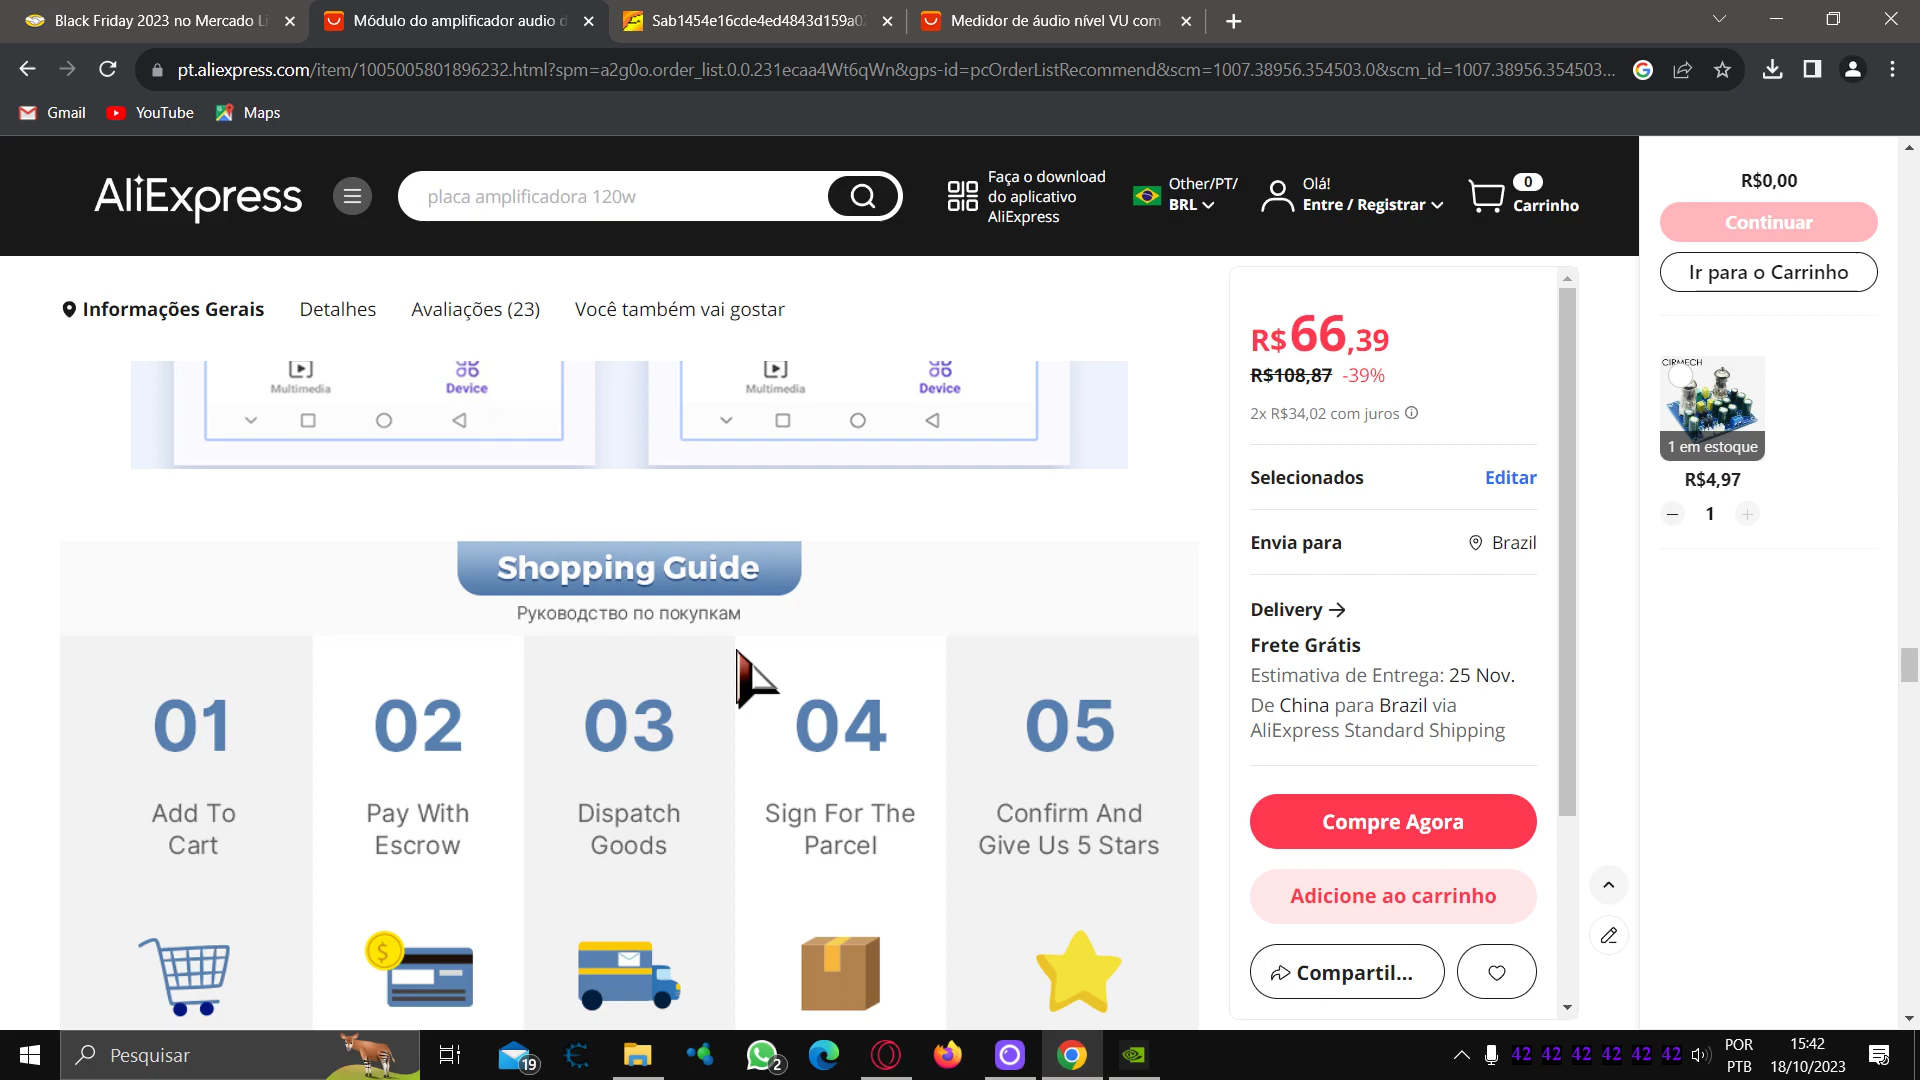 Black Friday 2023 no Mercado Li
Módulo do amplificador audio d
Sab1454e16cde4ed4843d159a0
Medidor de áudio nível VU com
pt.aliexpress.com/item/1005005801896232.html?spm=a2g0o.order_list.0.0.231ecaa4Wt6qWn&gps-id=pcOrderListRecommend&scm=1007.38956.354503.0&scm_id=1007.38956.354503...
Gmail
YouTube
Maps
AliExpress
placa amplificadora 120w
Faça o download
do aplicativo
AliExpress
Other/PT/
BRL
Olá!
Entre / Registrar
0
Carrinho
R$0,00
Continuar
Ir para o Carrinho
Informações Gerais
Detalhes
Avaliações (23)
Você também vai gostar
Multimedia
Device
Multimedia
Device
Shopping Guide
Руководство по покупкам
01
02
03
04
05
Add To
Cart
Pay With
Escrow
Dispatch
Goods
Sign For The
Parcel
Confirm And
Give Us 5 Stars
R$66,39
R$108,87 -39%
2x R$34,02 com juros
Selecionados
Editar
Envia para
Brazil
Delivery
Frete Grátis
Estimativa de Entrega: 25 Nov.
De China para Brazil via
AliExpress Standard Shipping
Compre Agora
Adicione ao carrinho
Compartil...
CIRMECH
1 em estoque
R$4,97
1
Pesquisar
19
2
42 42 42 42 42 42
POR
PTB
15:42
18/10/2023